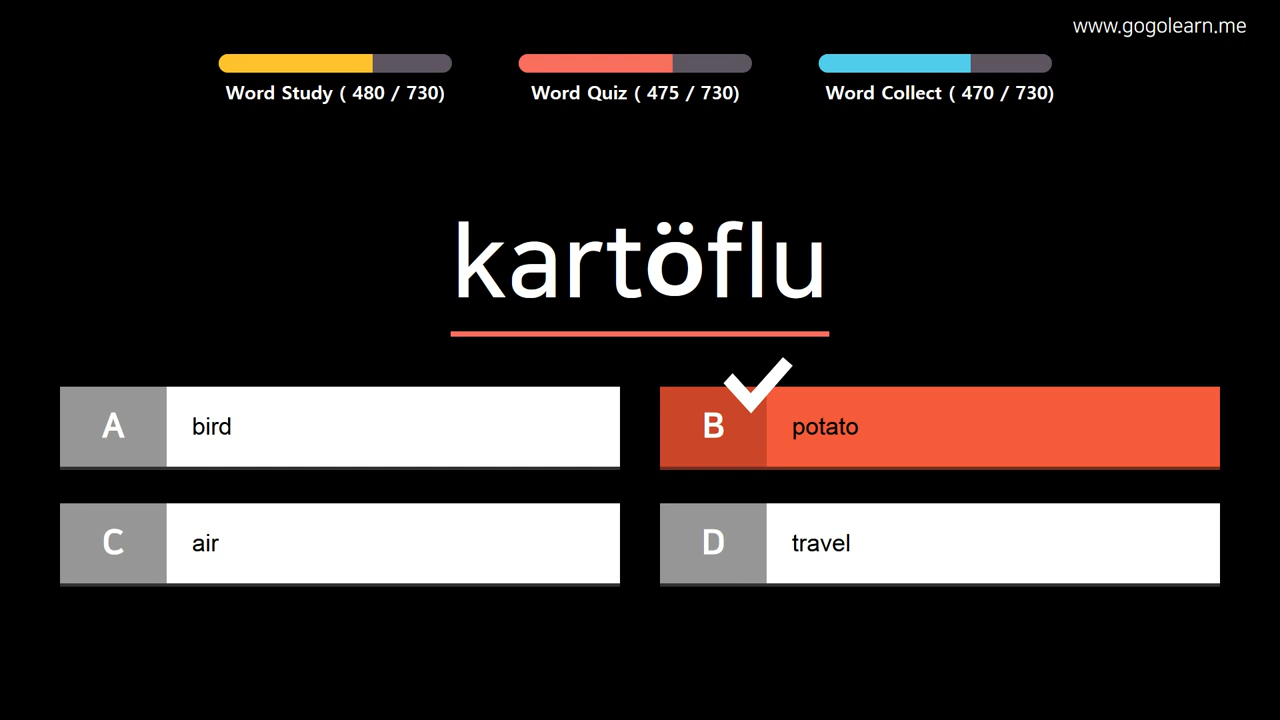 www.gogolearn.me
Word Study ( 480 / 730)
Word Quiz ( 475 / 730)
Word Collect ( 470 / 730)
kartöflu
A bird
B potato
C air
D travel